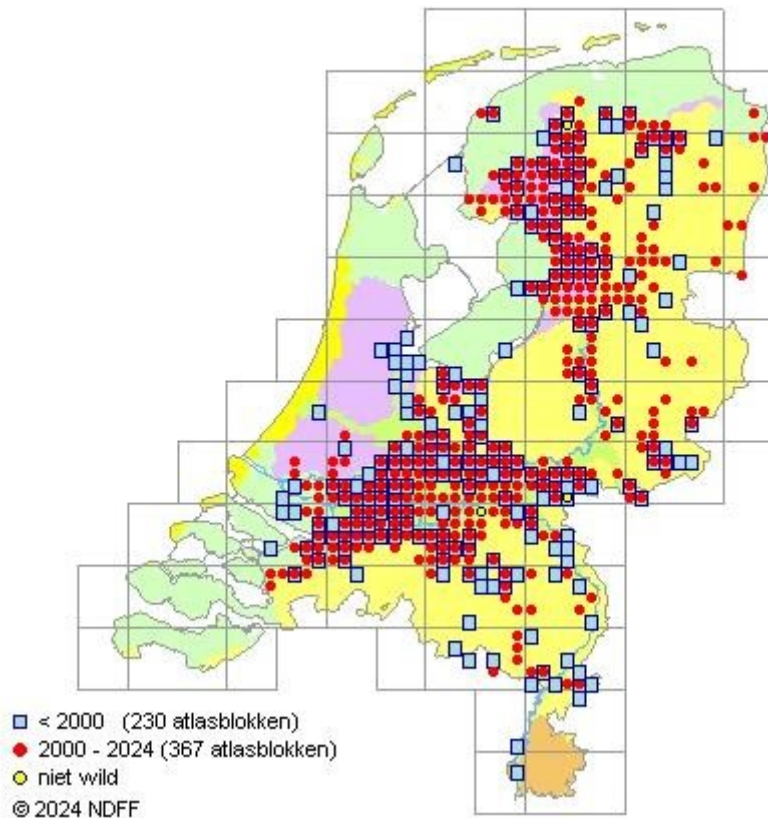 < 2000 (230 atlasblokken)
2000 - 2024 (367 atlasblokken)
niet wild
© 2024 NDFF